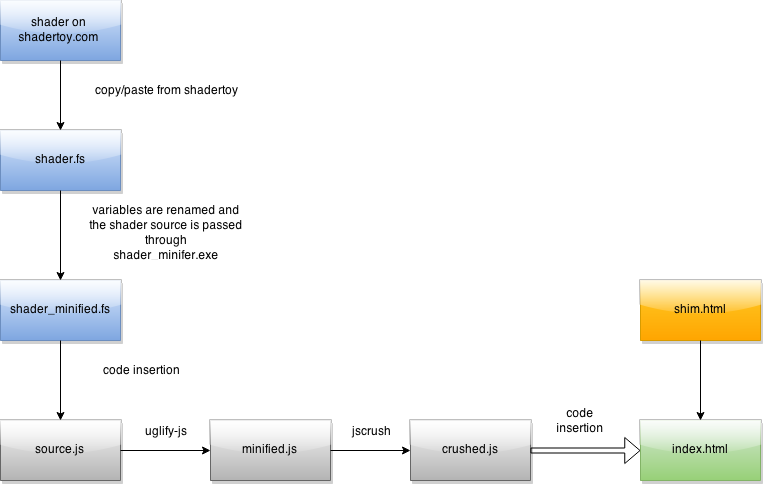 shader on
shadertoy.com
copy/paste from shadertoy
shader.fs
variables are renamed and
the shader source is passed
through
shader_minifer.exe
shader_minified.fs
shim.html
code insertion
source.js
uglify-js
minified.js
jscrush
crushed.js
code
insertion
index.html